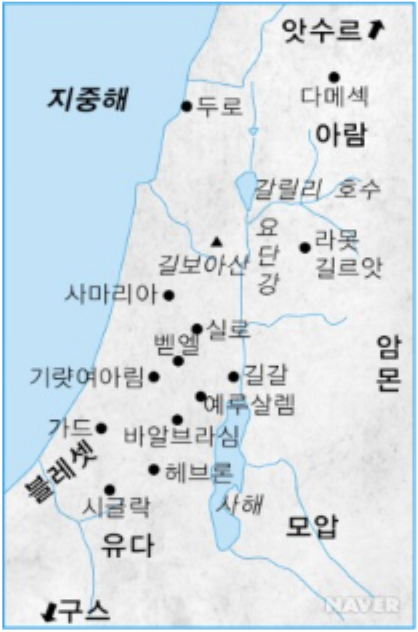 앗수르
지중해
다메섹
두로
아람
갈릴리 호수
요단강
라못
길르앗
길보아산
사마리아
실로
벧엘
암몬
기럇여아림
길갈
예루살렘
가드
바알브라심
블레셋
헤브론
시글락
사해
모압
유다
구스
NAVER